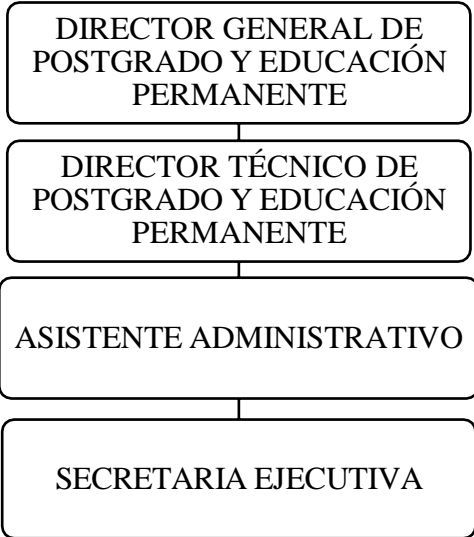 DIRECTOR GENERAL DE
POSTGRADO Y EDUCACIÓN
PERMANENTE
DIRECTOR TÉCNICO DE
POSTGRADO Y EDUCACIÓN
PERMANENTE
ASISTENTE ADMINISTRATIVO
SECRETARIA EJECUTIVA